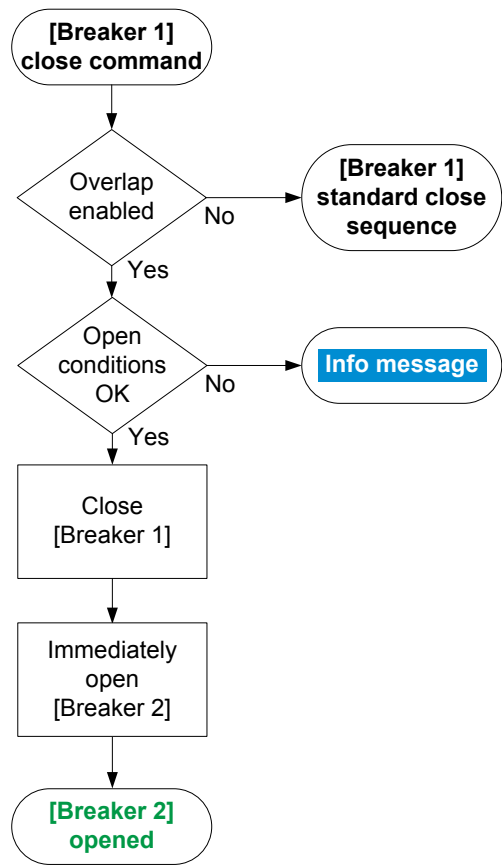 [Breaker 1]
close command
Overlap
enabled
No
[Breaker 1]
standard close
sequence
Yes
Open
conditions
OK
No
Info message
Yes
Close
[Breaker 1]
Immediately
open
[Breaker 2]
[Breaker 2]
opened